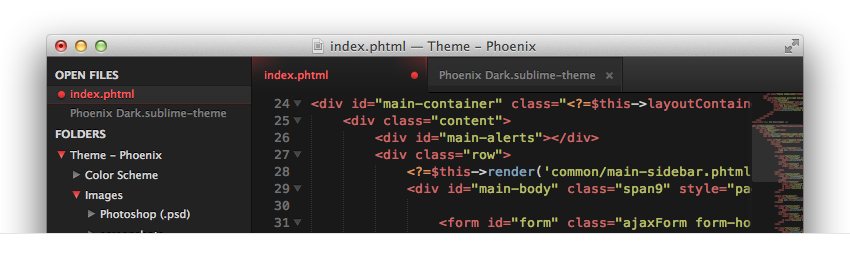 index.phtml — Theme – Phoenix
OPEN FILES
index.phtml
Phoenix Dark.sublime-theme
FOLDERS
Theme – Phoenix
Color Scheme
Images
Photoshop (.psd)
index.phtml
Phoenix Dark.sublime-theme
24 <div id="main-container" class="<?=$this->layoutContain
25 <div class="content">
26 <div id="main-alerts"></div>
27 <div class="row">
28 <?=$this->render('common/main-sidebar.phtml
29 <div id="main-body" class="span9" style="pa
30
31 <form id="form" class="ajaxForm form-ho